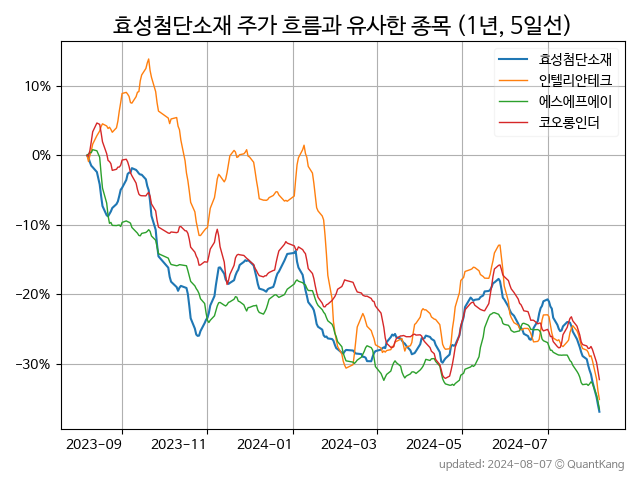 효성첨단소재 주가 흐름과 유사한 종목 (1년, 5일선)
효성첨단소재
인텔리안테크
에스에프에이
코오롱인더
10%
0%
−10%
−20%
−30%
2023-09 2023-11 2024-01 2024-03 2024-05 2024-07
updated: 2024-08-07 © QuantKang